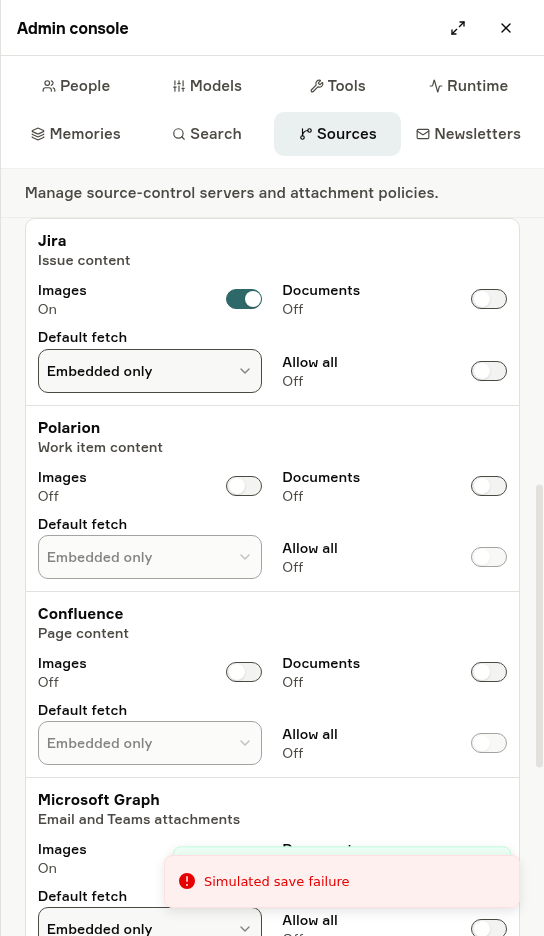 Admin console
People
Models
Tools
Runtime
Memories
Search
Sources
Newsletters
Manage source-control servers and attachment policies.
Jira
Issue content
Images
On
Documents
Off
Default fetch
Embedded only
Allow all
Off
Polarion
Work item content
Images
Off
Documents
Off
Default fetch
Embedded only
Allow all
Off
Confluence
Page content
Images
Off
Documents
Off
Default fetch
Embedded only
Allow all
Off
Microsoft Graph
Email and Teams attachments
Images
On
Simulated save failure
Default fetch
Embedded only
Allow all